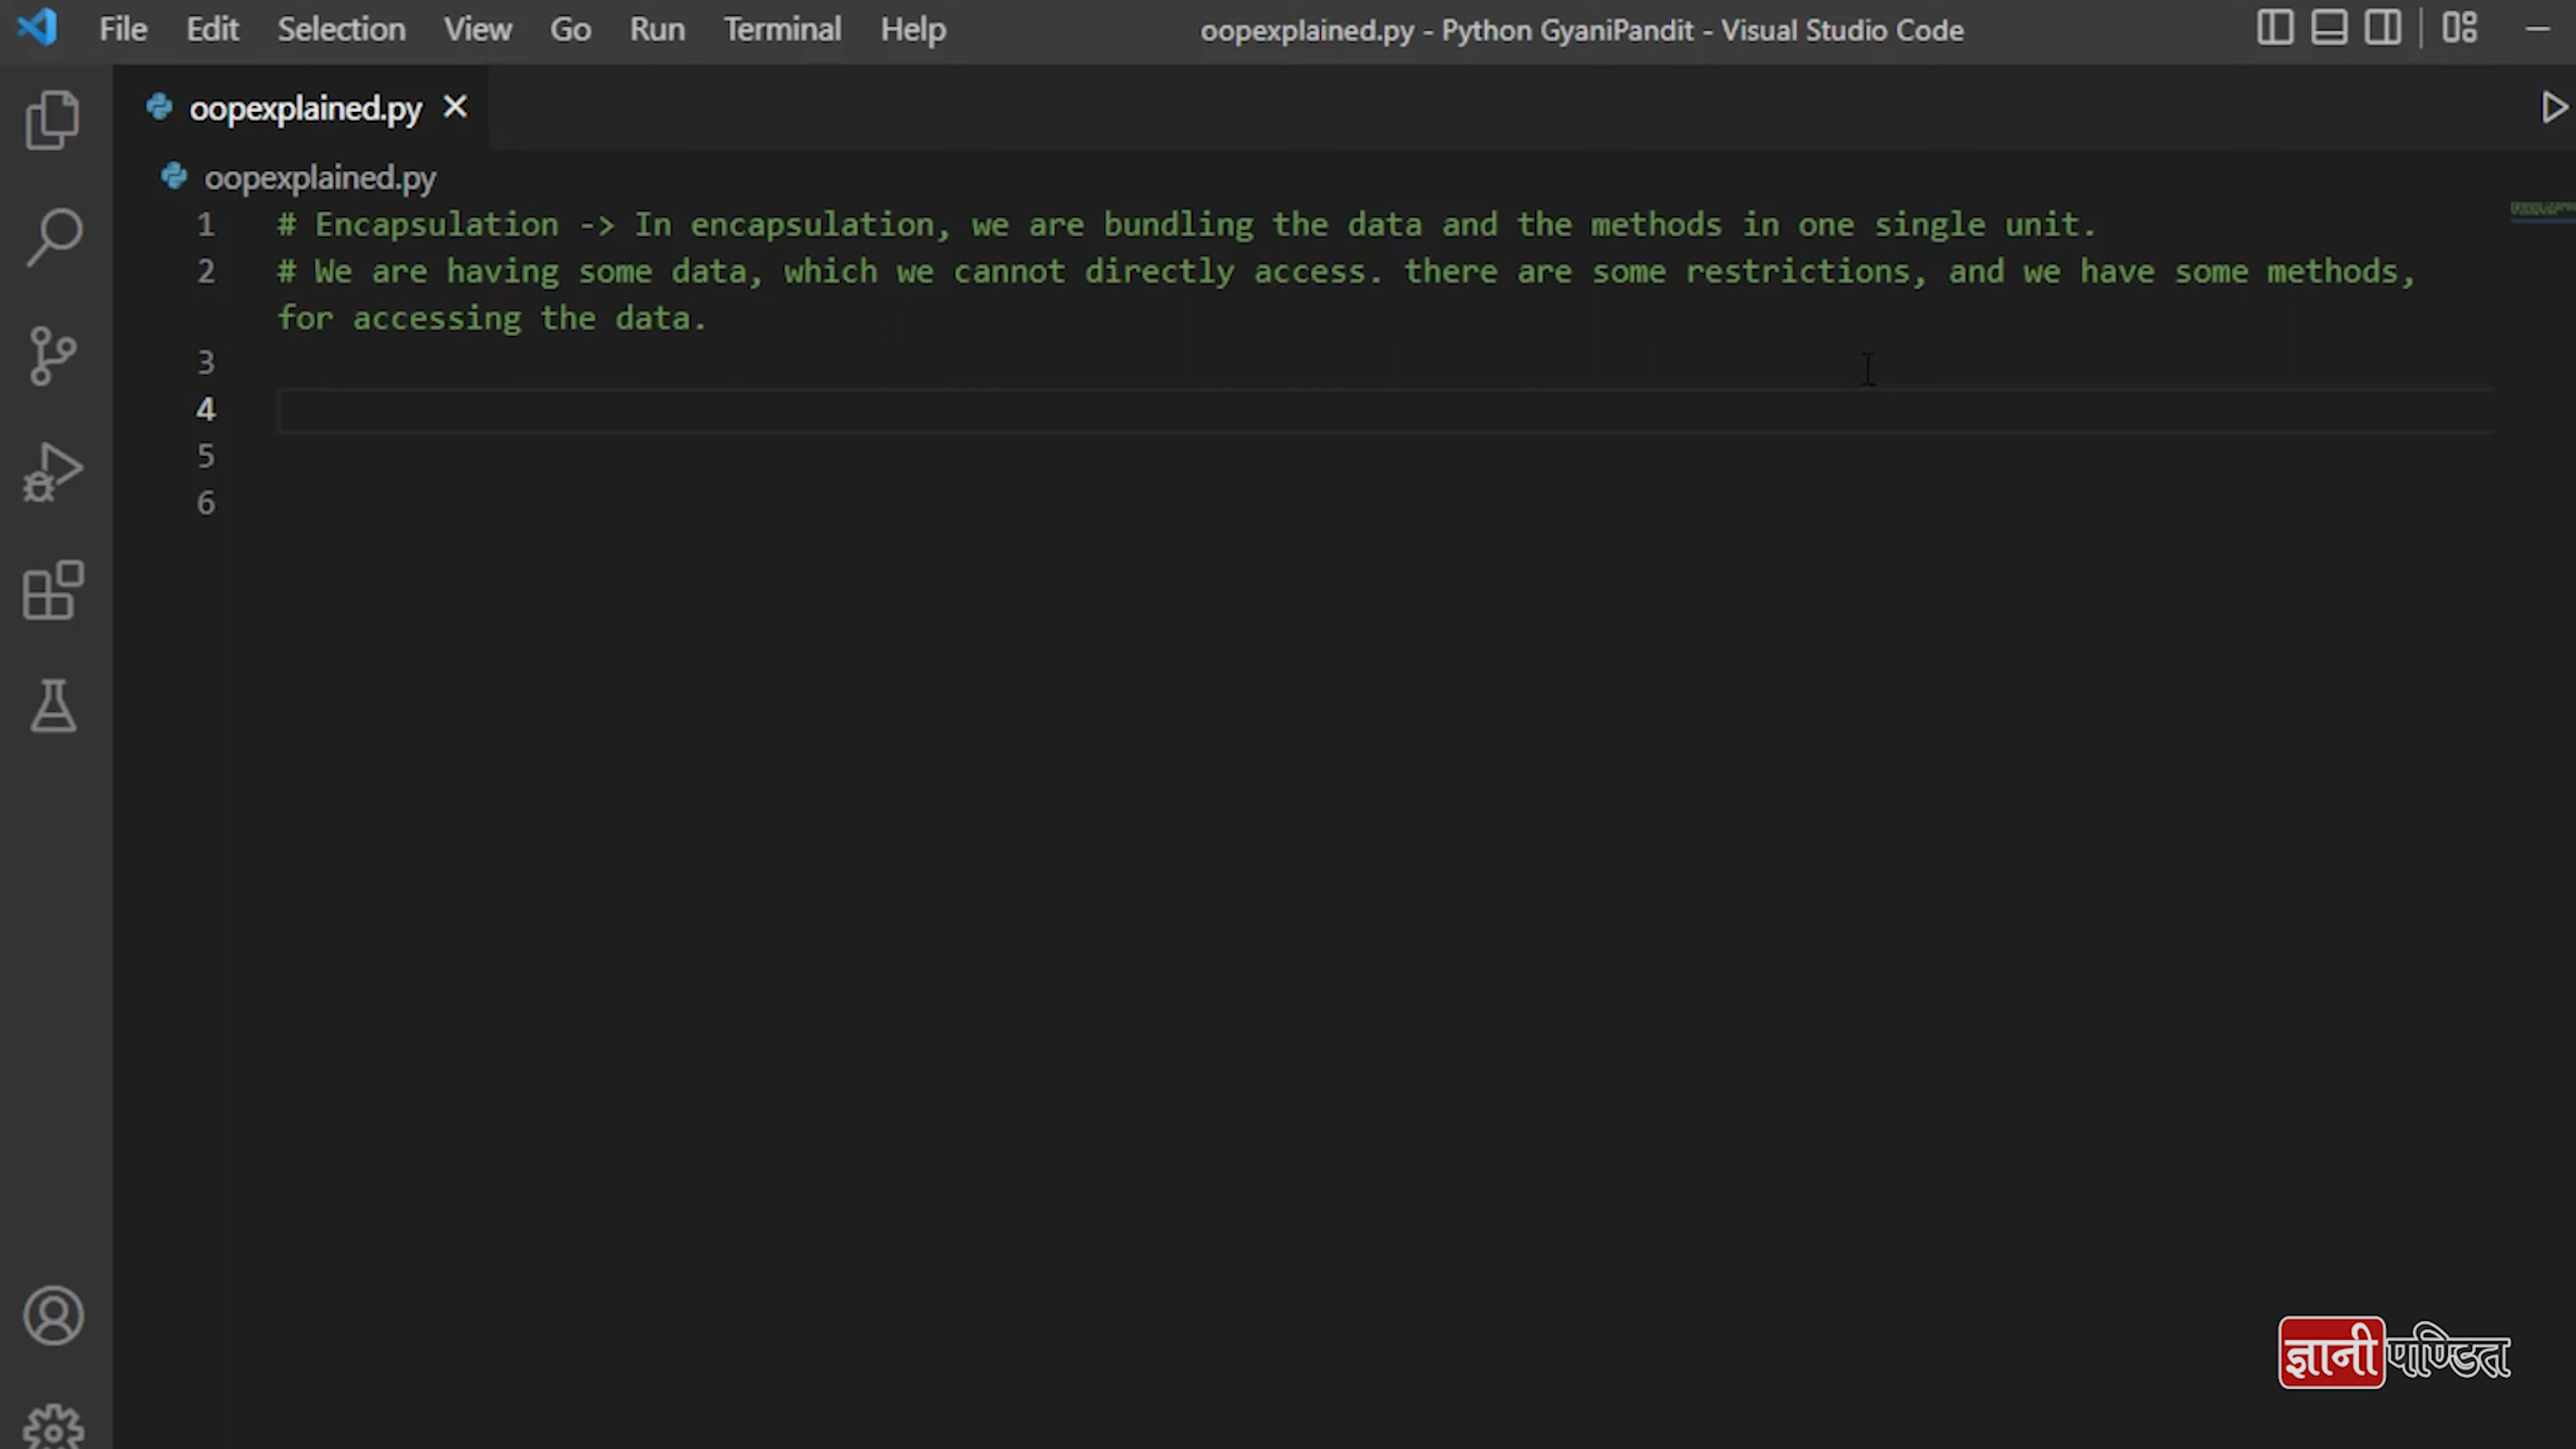 File Edit Selection View Go Run Terminal Help oopexplained.py - Python GyaniPandit - Visual Studio Code
oopexplained.py
oopexplained.py
1 # Encapsulation -> In encapsulation, we are bundling the data and the methods in one single unit.
2 # We are having some data, which we cannot directly access. there are some restrictions, and we have some methods,
for accessing the data.
3
4
5
6
ज्ञानी पण्डित